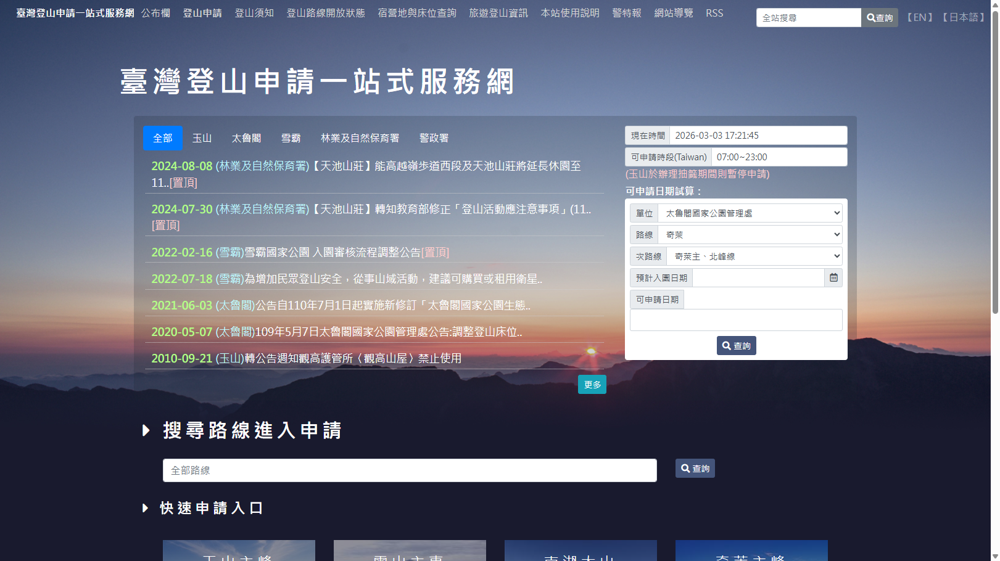 臺灣登山申請一站式服務網 公布欄 登山申請 登山須知 登山路線開放狀態 宿營地與床位查詢 旅遊登山資訊 本站使用說明 警特報 網站導覽 RSS 全站搜尋 查詢 【EN】 【日本語】
臺灣登山申請一站式服務網
全部 玉山 太魯閣 雪霸 林業及自然保育署 警政署
2024-08-08 (林業及自然保育署)【天池山莊】能高越嶺步道西段及天池山莊將延長休園至
11..[置頂]
2024-07-30 (林業及自然保育署)【天池山莊】轉知教育部修正「登山活動應注意事項」(11..
[置頂]
2022-02-16 (雪霸)雪霸國家公園 入園審核流程調整公告[置頂]
2022-07-18 (雪霸)為增加民眾登山安全，從事山域活動，建議可購買或租用衛星..
2021-06-03 (太魯閣)公告自110年7月1日起實施新修訂「太魯閣國家公園生態..
2020-05-07 (太魯閣)109年5月7日太魯閣國家公園管理處公告:調整登山床位..
2010-09-21 (玉山)轉公告週知觀高護管所〈觀高山屋〉禁止使用
更多
現在時間 2026-03-03 17:21:45
可申請時段(Taiwan) 07:00~23:00
(玉山於辦理抽籤期間則暫停申請)
可申請日期試算：
單位 太魯閣國家公園管理處
路線 奇萊
次路線 奇萊主、北峰線
預計入園日期
可申請日期
查詢
搜尋路線進入申請
全部路線 查詢
快速申請入口
玉山主峰 雪山主東 南湖大山 奇萊主峰